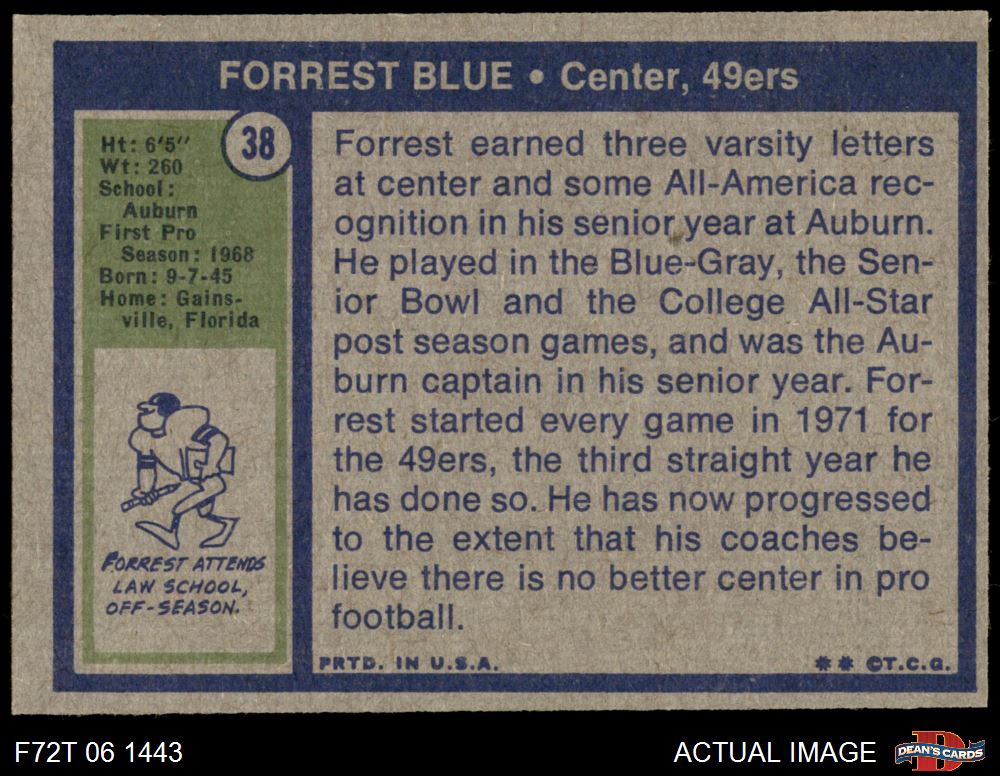 FORREST BLUE • Center, 49ers
38
Ht: 6'5"
Wt: 260
School:
Auburn
First Pro
Season: 1968
Born: 9-7-45
Home: Gains-
ville, Florida
FORREST ATTENDS
LAW SCHOOL,
OFF-SEASON.
Forrest earned three varsity letters
at center and some All-America rec-
ognition in his senior year at Auburn.
He played in the Blue-Gray, the Sen-
ior Bowl and the College All-Star
post season games, and was the Au-
burn captain in his senior year. For-
rest started every game in 1971 for
the 49ers, the third straight year he
has done so. He has now progressed
to the extent that his coaches be-
lieve there is no better center in pro
football.
PRTD. IN U.S.A.
** ©T.C.G.
F72T 06 1443
ACTUAL IMAGE
DEAN'S CARDS